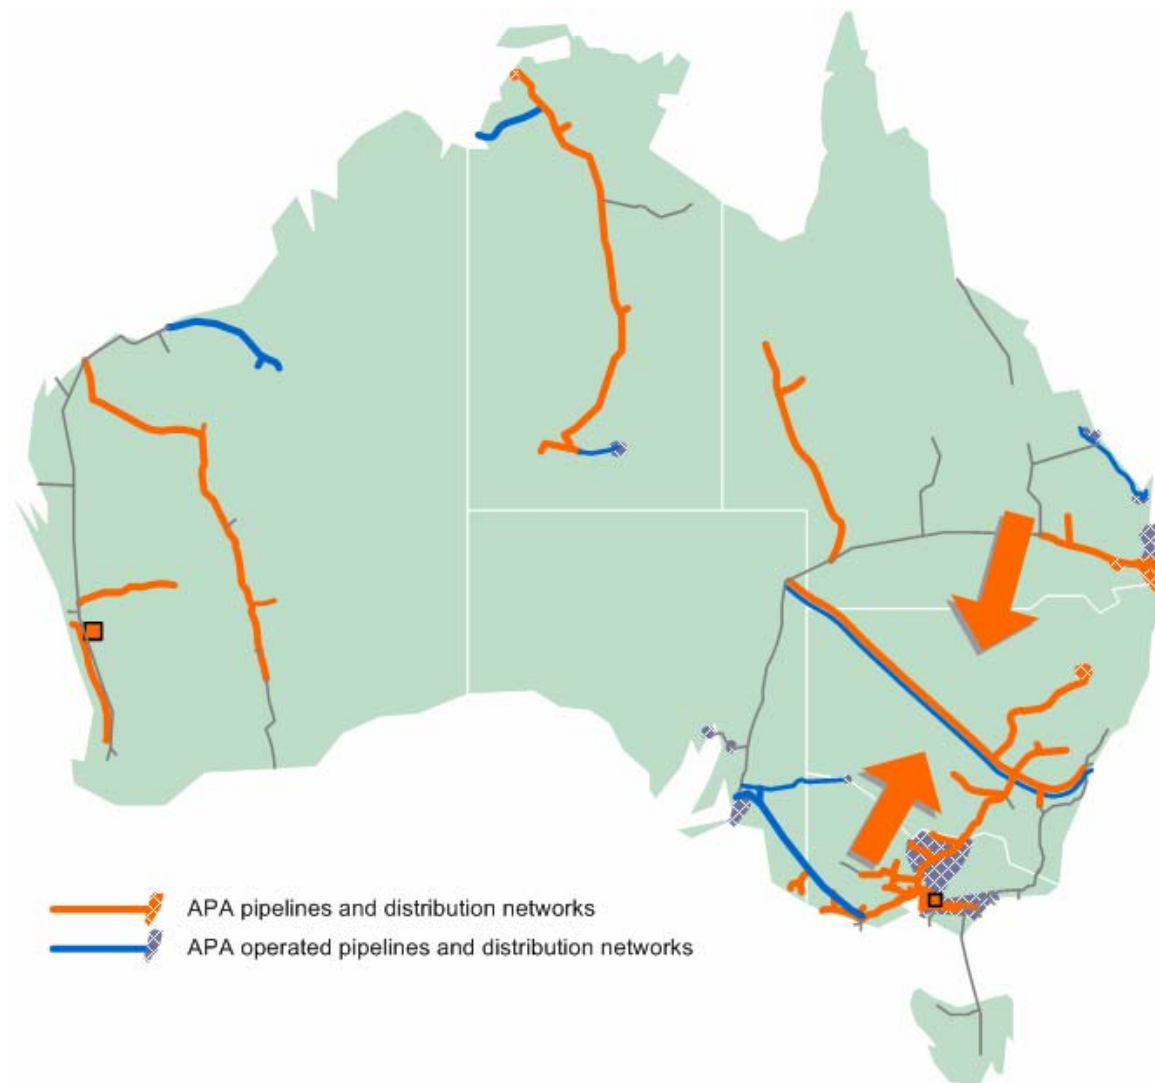 APA pipelines and distribution networks
APA operated pipelines and distribution networks